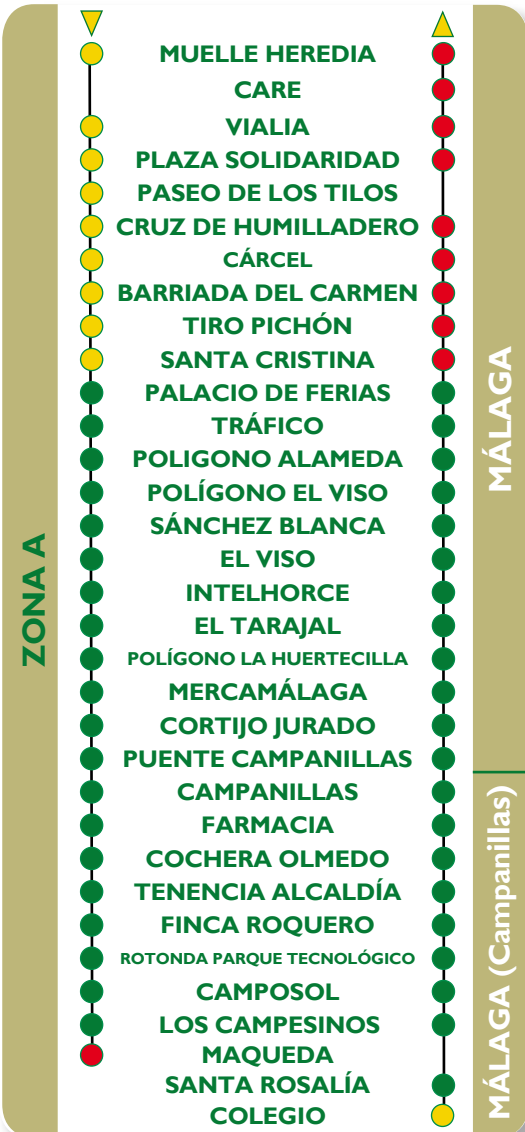 MUELLE HEREDIA
CARE
VIALIA
PLAZA SOLIDARIDAD
PASEO DE LOS TILOS
CRUZ DE HUMILLADERO
CÁRCEL
BARRIADA DEL CARMEN
TIRO PICHÓN
SANTA CRISTINA
PALACIO DE FERIAS
TRÁFICO
POLIGONO ALAMEDA
POLÍGONO EL VISO
SÁNCHEZ BLANCA
EL VISO
INTELHORCE
EL TARAJAL
POLÍGONO LA HUERTECILLA
MERCAMÁLAGA
CORTIJO JURADO
PUENTE CAMPANILLAS
CAMPANILLAS
FARMACIA
COCHERA OLMEDO
TENENCIA ALCALDÍA
FINCA ROQUERO
ROTONDA PARQUE TECNOLÓGICO
CAMPOSOL
LOS CAMPESINOS
MAQUEDA
SANTA ROSALÍA
COLEGIO
ZONA A
MÁLAGA
MÁLAGA (Campanillas)